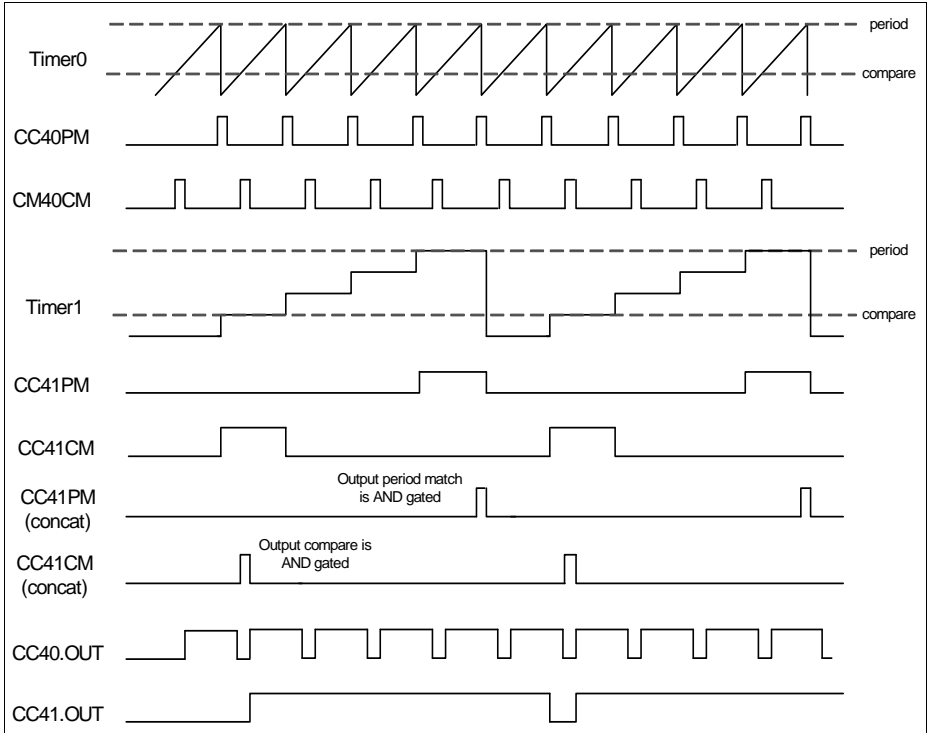 period
Timer0
compare
CC40PM
CM40CM
period
Timer1
compare
CC41PM
CC41CM
Output period match
is AND gated
CC41PM
(concat)
Output compare is
AND gated
CC41CM
(concat)
CC40.OUT
CC41.OUT